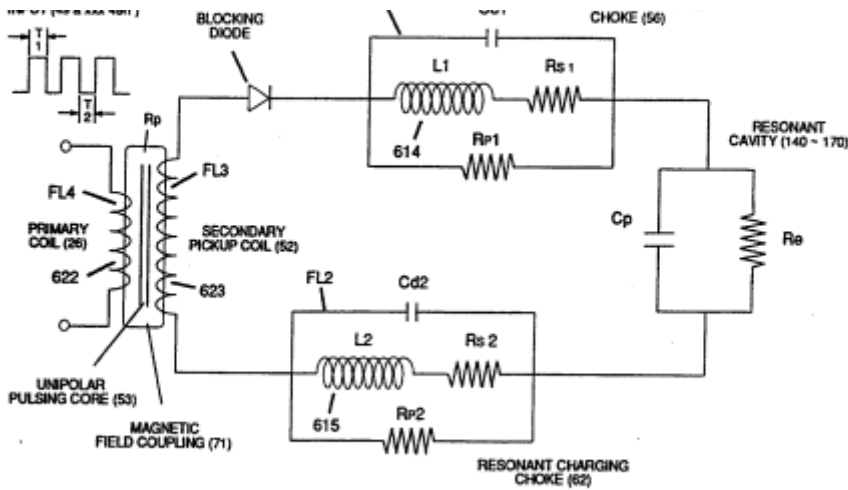 BLOCKING
DIODE
CHOKE (56)
T
1
L1
Rs 1
T
2
Rp
614
RP1
RESONANT
CAVITY (140 ~ 170)
FL4
FL3
PRIMARY
COIL (26)
SECONDARY
PICKUP COIL (52)
Cp
Re
622
623
FL2
Cd2
L2
Rs 2
UNIPOLAR
PULSING CORE (53)
615
RP2
MAGNETIC
FIELD COUPLING (71)
RESONANT CHARGING
CHOKE (62)